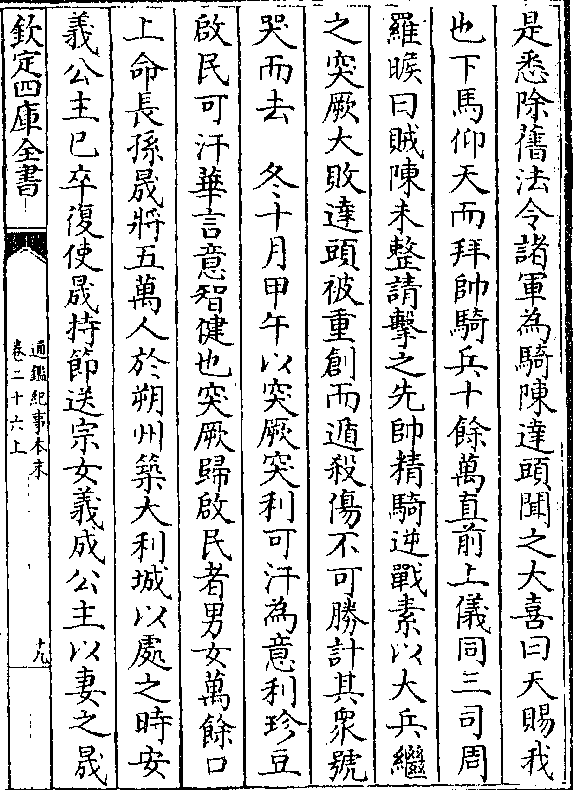 是悉除舊法令諸軍為騎陳達頭聞之大喜曰天賜我
也下馬仰天而拜帥騎兵十餘萬直前上儀同三司周
羅睺曰賊陳未整請擊之先帥精騎逆戰素以大兵繼
之突厥大敗達頭被重創而遁殺傷不可勝計其衆號
哭而去　冬十月甲午以突厥突利可汗為意利珍豆
啟民可汗華言意智健也突厥歸啟民者男女萬餘口
上命長孫晟將五萬人於朔州築大利城以處之時安
義公主已卒復使晟持節送宗女義成公主以妻之晟
欽定四庫全書
通鑑紀事本末
卷二十六上
十九